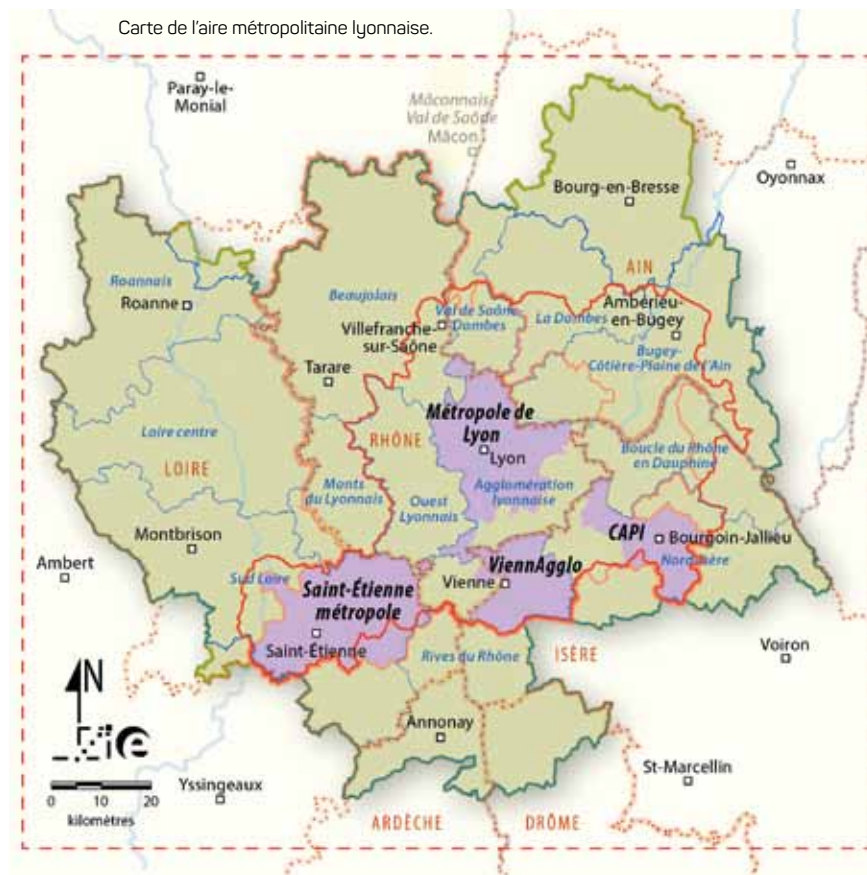 Carte de l'aire métropolitaine lyonnaise.
Paray-le-
Monial
Mâconnais
Val de Saône
Mâcon
Bourg-en-Bresse
Oyonnax
AIN
Roannais
Roanne
Beaujolais
Villefranche-
sur-Saône
Val de Saône
Dombes
La Dombes
Ambérieu-
en-Bugey
Bugey-
Côtière-Plaine de l'Ain
Tarare
Métropole de
Lyon
Lyon
RHÔNE
Loire centre
LOIRE
Monts
du Lyonnais
Ouest
Lyonnais
Agglomération
lyonnaise
Boucle du Rhône
en Dauphiné
Montbrison
Ambert
CAPI
Bourgoin-Jallieu
Nord-Isère
ViennAgglo
Vienne
Sud Loire
Saint-Étienne
métropole
Saint-Étienne
Rives du Rhône
ISÈRE
Voiron
N
Annonay
St-Marcellin
Yssingeaux
0 10 20
kilomètres
ARDÈCHE
DRÔME